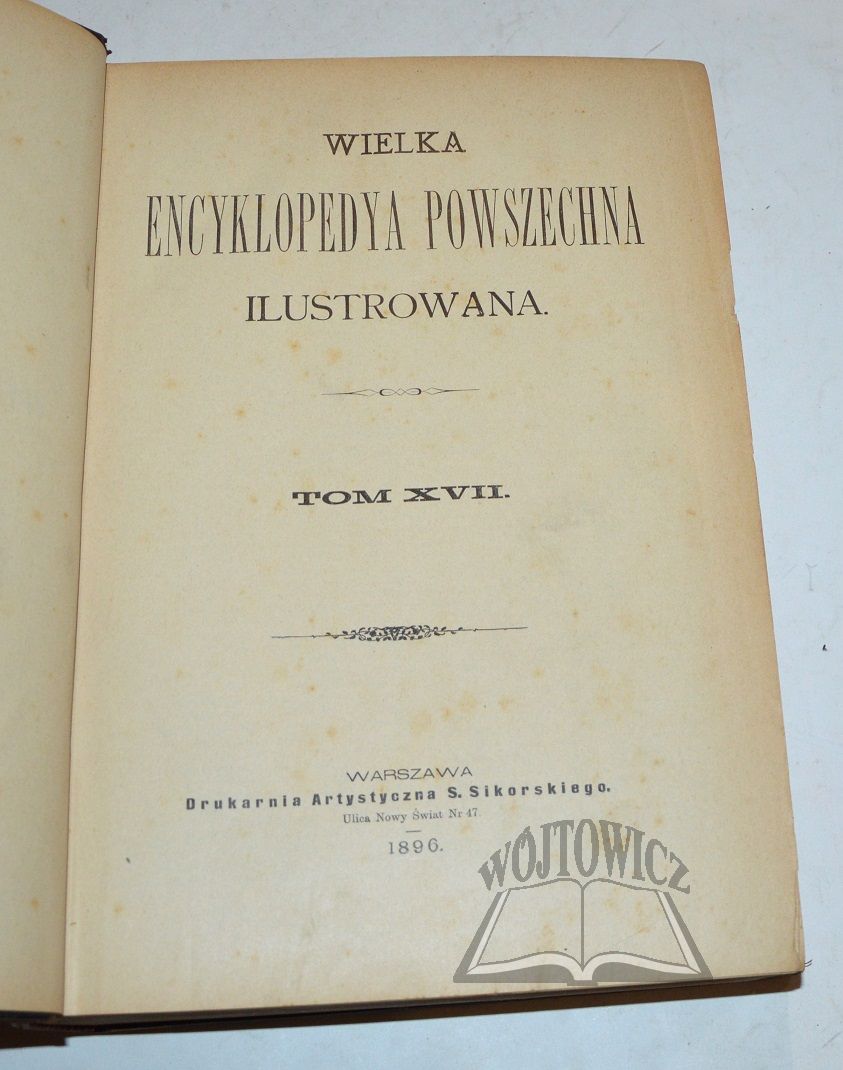 WIELKA
ENCYKLOPEDYA POWSZECHNA
ILUSTROWANA.
TOM XVII.
WARSZAWA
Drukarnia Artystyczna S. Sikorskiego.
Ulica Nowy Świat Nr 47.
1896.
WÓJTOWICZ